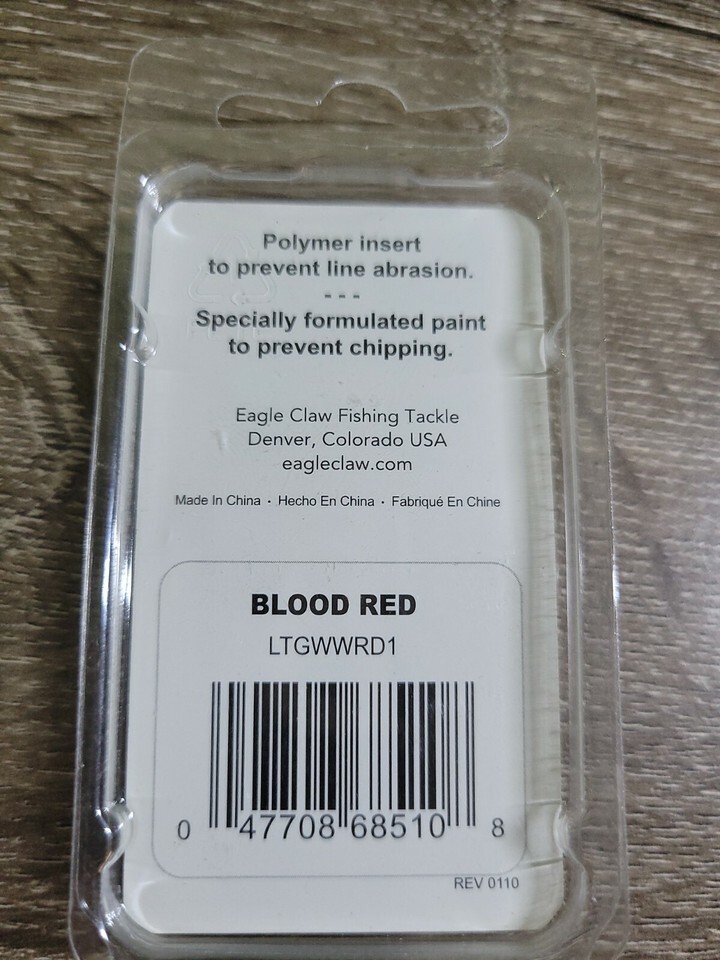 Polymer insert
to prevent line abrasion.
- - -
Specially formulated paint
to prevent chipping.
Eagle Claw Fishing Tackle
Denver, Colorado USA
eagleclaw.com
Made In China · Hecho En China · Fabriqué En Chine
BLOOD RED
LTGWWRD1
0 47708 68510 8
REV 0110